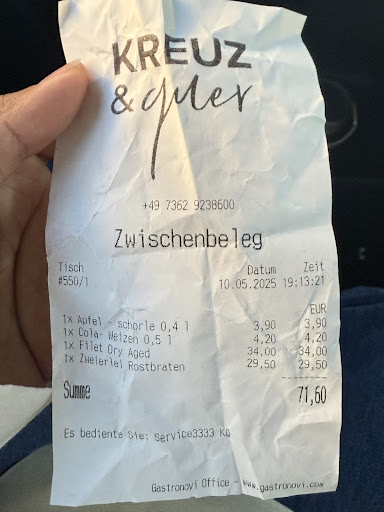 KREUZ
& quer
+49 7362 9238600
Zwischenbeleg
Tisch Datum Zeit
#550/1 10.05.2025 19:13:21
EUR
1x Apfel - schorle 0,4 l 3,90 3,90
1x Cola- Weizen 0,5 l 4,20 4,20
1x Filet Dry Aged 34,00 34,00
1x Zweierlei Rostbraten 29,50 29,50
Summe 71,60
Es bediente Sie: Service3333 Ko
Gastronovi Office - www.gastronovi.com